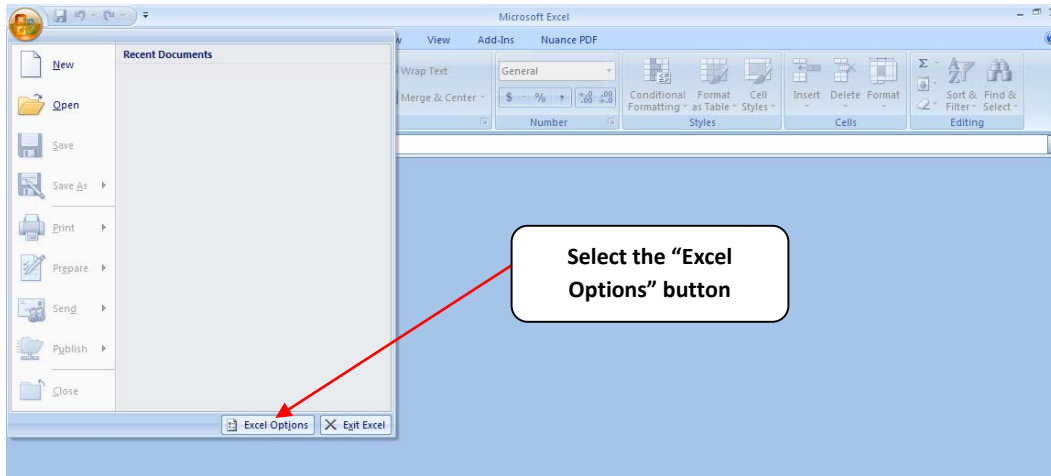 Microsoft Excel
View Add-Ins Nuance PDF
Recent Documents
New
Open
Save
Save As
Print
Prepare
Send
Publish
Close
Excel Options
Exit Excel
Wrap Text
Merge & Center
General
$ % ,
Number
Conditional
Formatting
Format
as Table
Cell
Styles
Styles
Insert Delete Format
Cells
Σ
Sort &
Filter
Find &
Select
Editing
Select the “Excel
Options” button